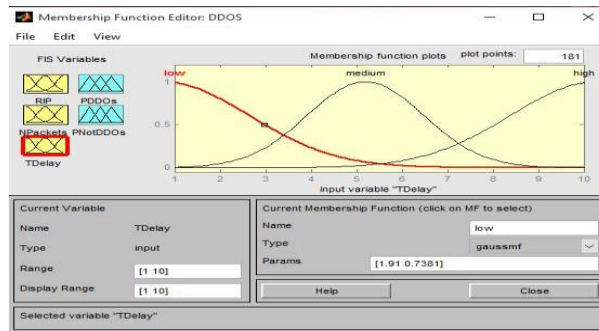 Membership Function Editor: DDOS
File Edit View
FIS Variables
Membership function plots plot points: 181
RIP PDDOs
NPackets PNotDDOs
TDelay
low medium high
1
0.5
0
1 2 3 4 5 6 7 8 9 10
input variable "TDelay"
Current Variable
Name TDelay
Type input
Range [1 10]
Display Range [1 10]
Current Membership Function (click on MF to select)
Name low
Type gaussmf
Params [1.91 0.7381]
Help Close
Selected variable "TDelay"